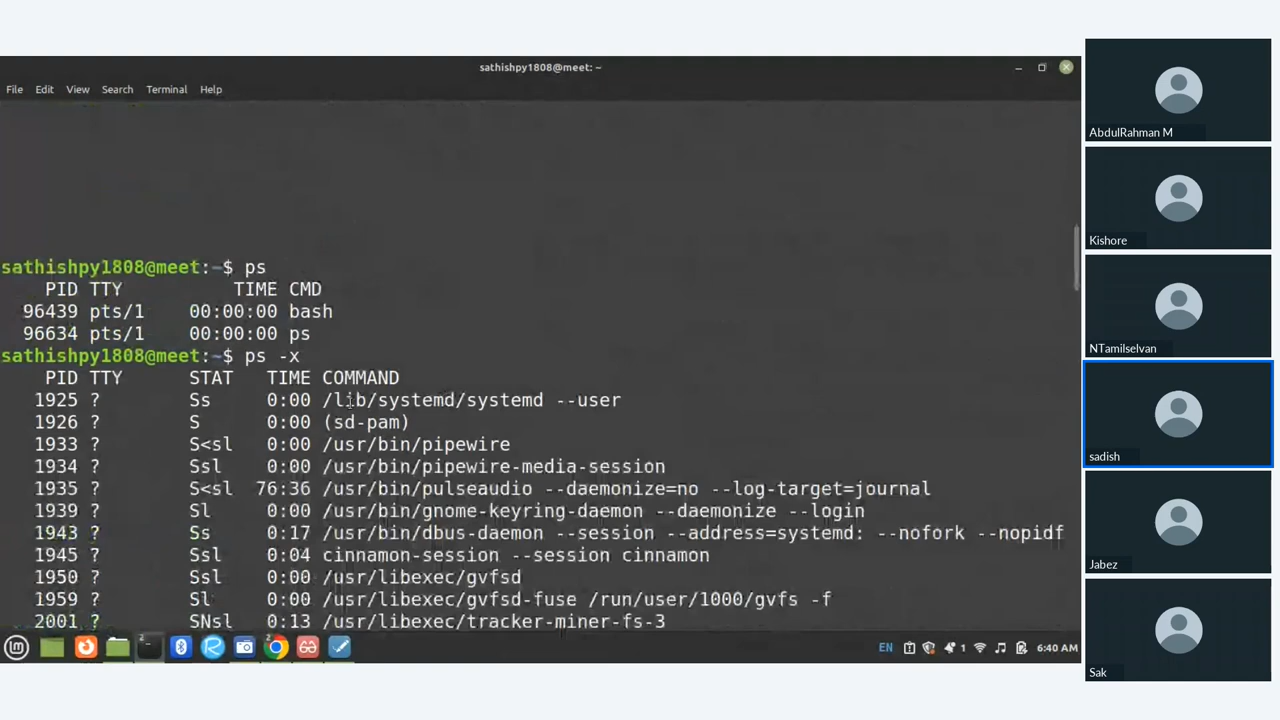 sathishpy1808@meet: ~
File Edit View Search Terminal Help
sathishpy1808@meet:~$ ps
PID TTY TIME CMD
96439 pts/1 00:00:00 bash
96634 pts/1 00:00:00 ps
sathishpy1808@meet:~$ ps -x
PID TTY STAT TIME COMMAND
1925 ? Ss 0:00 /lib/systemd/systemd --user
1926 ? S 0:00 (sd-pam)
1933 ? S<sl 0:00 /usr/bin/pipewire
1934 ? Ssl 0:00 /usr/bin/pipewire-media-session
1935 ? S<sl 76:36 /usr/bin/pulseaudio --daemonize=no --log-target=journal
1939 ? Sl 0:00 /usr/bin/gnome-keyring-daemon --daemonize --login
1943 ? Ss 0:17 /usr/bin/dbus-daemon --session --address=systemd: --nofork --nopidf
1945 ? Ssl 0:04 cinnamon-session --session cinnamon
1950 ? Ssl 0:00 /usr/libexec/gvfsd
1959 ? Sl 0:00 /usr/libexec/gvfsd-fuse /run/user/1000/gvfs -f
2001 ? SNsl 0:13 /usr/libexec/tracker-miner-fs-3
EN 1 6:40 AM
AbdulRahman M
Kishore
NTamilselvan
sadish
Jabez
Sak